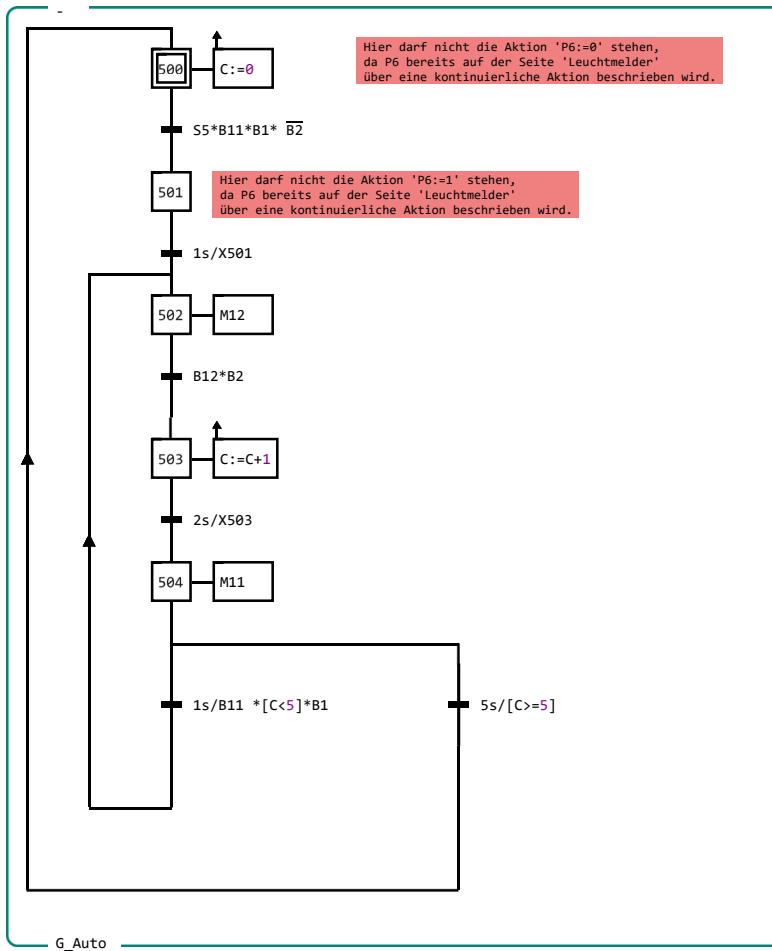 -
500
C:=0
Hier darf nicht die Aktion 'P6:=0' stehen,
da P6 bereits auf der Seite 'Leuchtmelder'
über eine kontinuierliche Aktion beschrieben wird.
S5*B11*B1* B̅2̅
501
Hier darf nicht die Aktion 'P6:=1' stehen,
da P6 bereits auf der Seite 'Leuchtmelder'
über eine kontinuierliche Aktion beschrieben wird.
1s/X501
502
M12
B12*B2
503
C:=C+1
2s/X503
504
M11
1s/B11 *[C<5]*B1
5s/[C>=5]
G_Auto